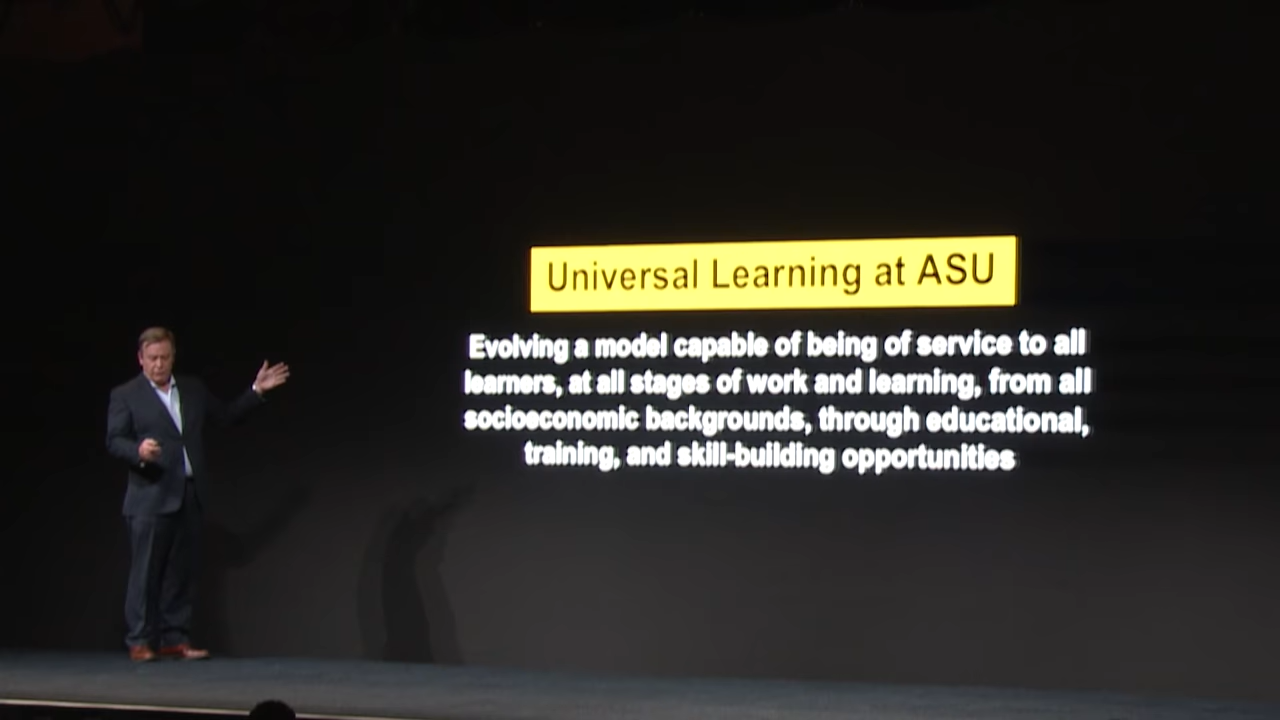 Universal Learning at ASU
Evolving a model capable of being of service to all
learners, at all stages of work and learning, from all
socioeconomic backgrounds, through educational,
training, and skill-building opportunities